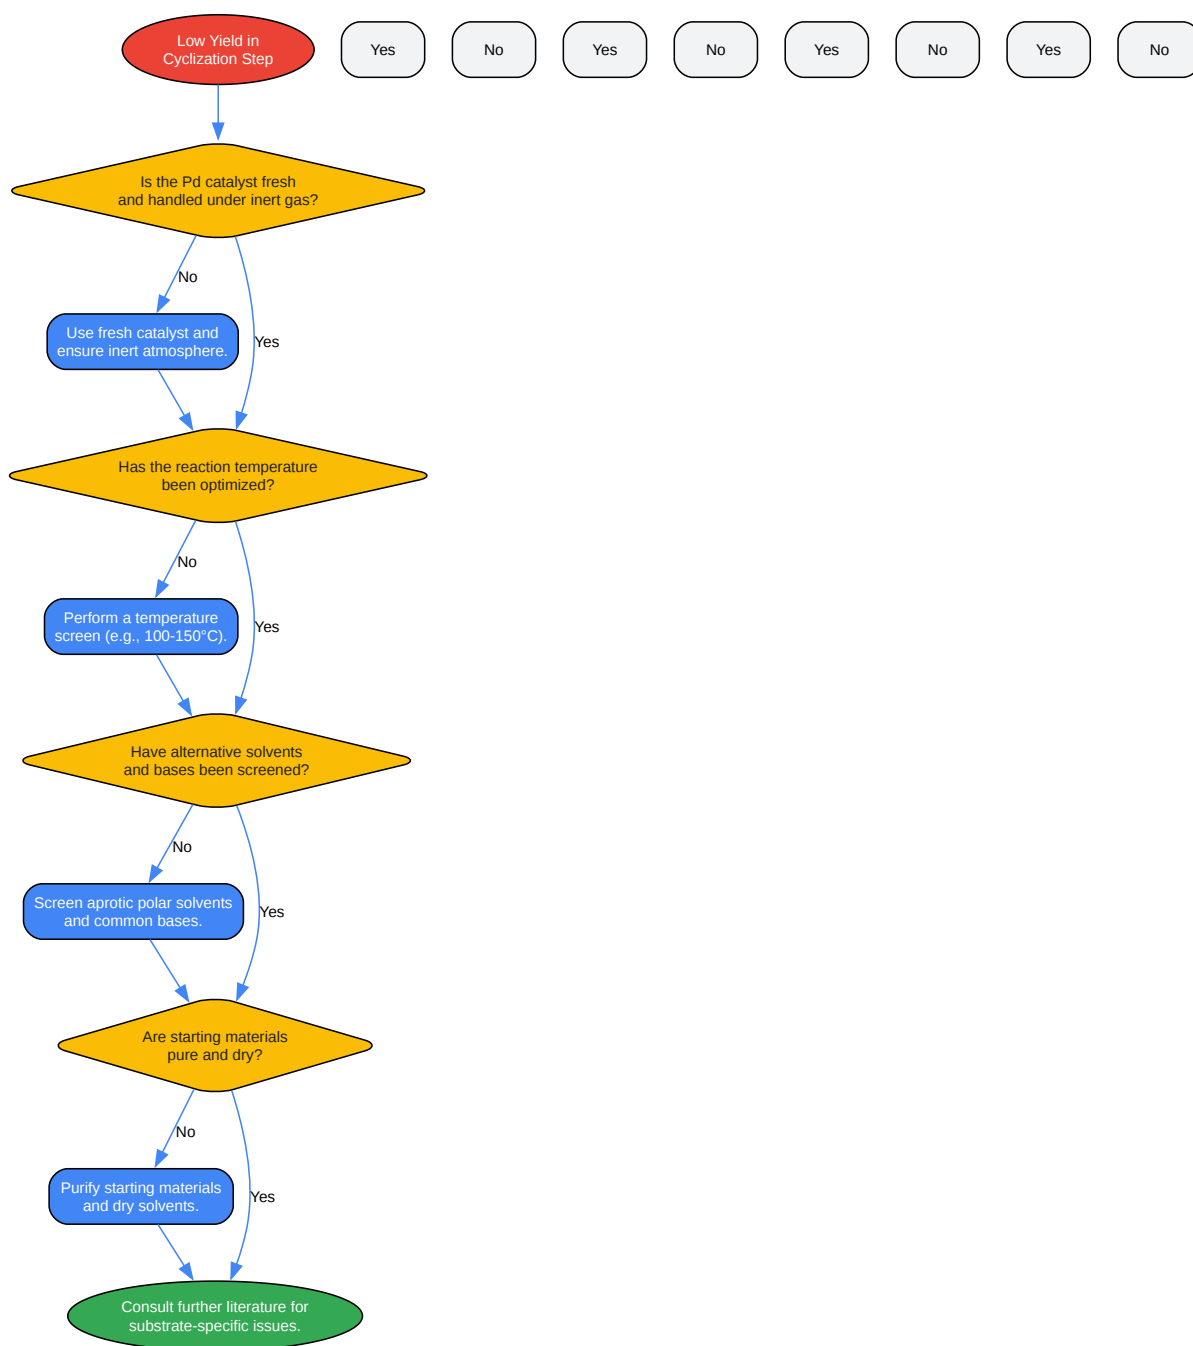 Low Yield in
Cyclization Step
Yes
No
Yes
No
Yes
No
Yes
No
Is the Pd catalyst fresh
and handled under inert gas?
No
Use fresh catalyst and
ensure inert atmosphere.
Yes
Has the reaction temperature
been optimized?
No
Perform a temperature
screen (e.g., 100-150°C).
Yes
Have alternative solvents
and bases been screened?
No
Screen aprotic polar solvents
and common bases.
Yes
Are starting materials
pure and dry?
No
Purify starting materials
and dry solvents.
Yes
Consult further literature for
substrate-specific issues.